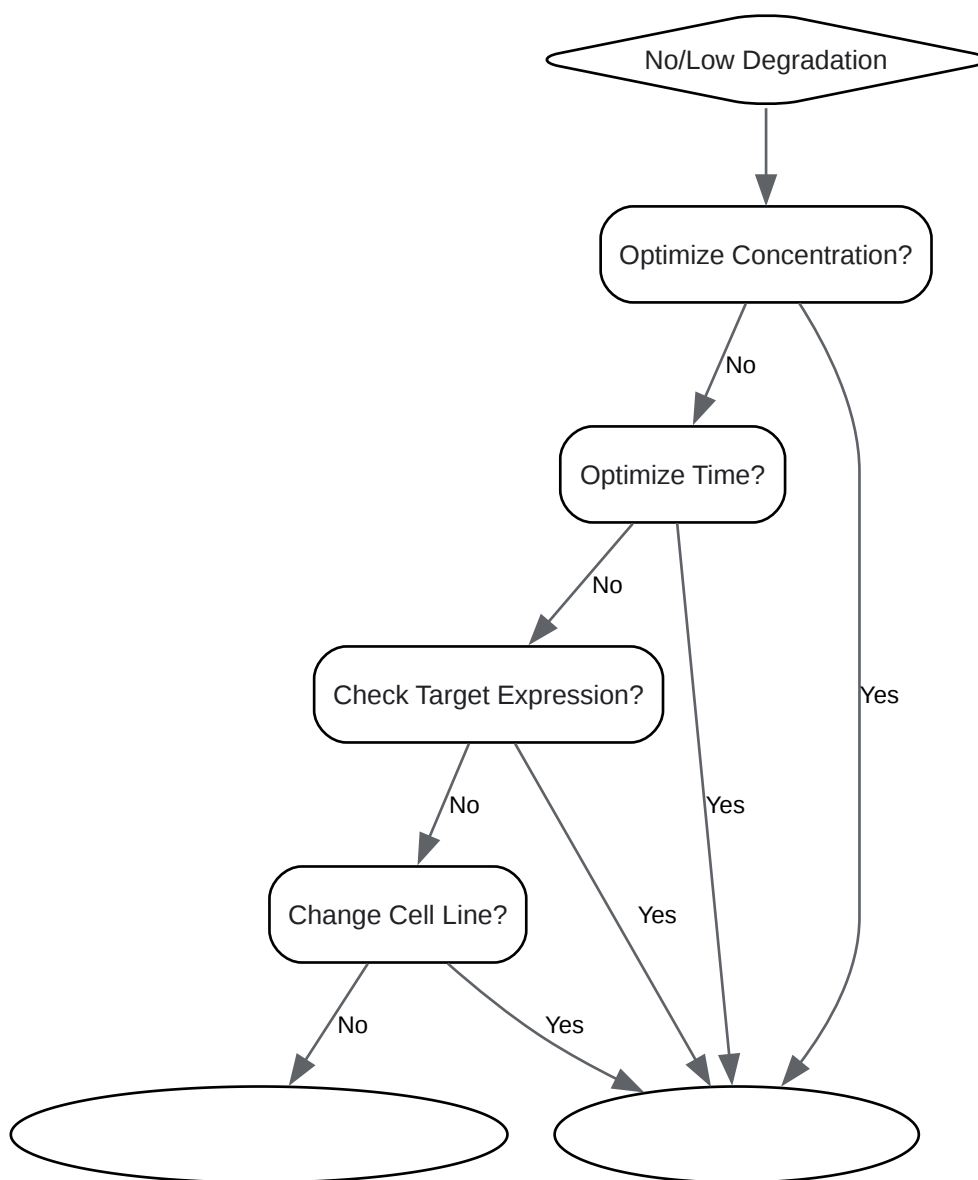 No/Low Degradation
Optimize Concentration?
No
Optimize Time?
No
Check Target Expression?
Yes
No
Yes
Change Cell Line?
Yes
No
Yes